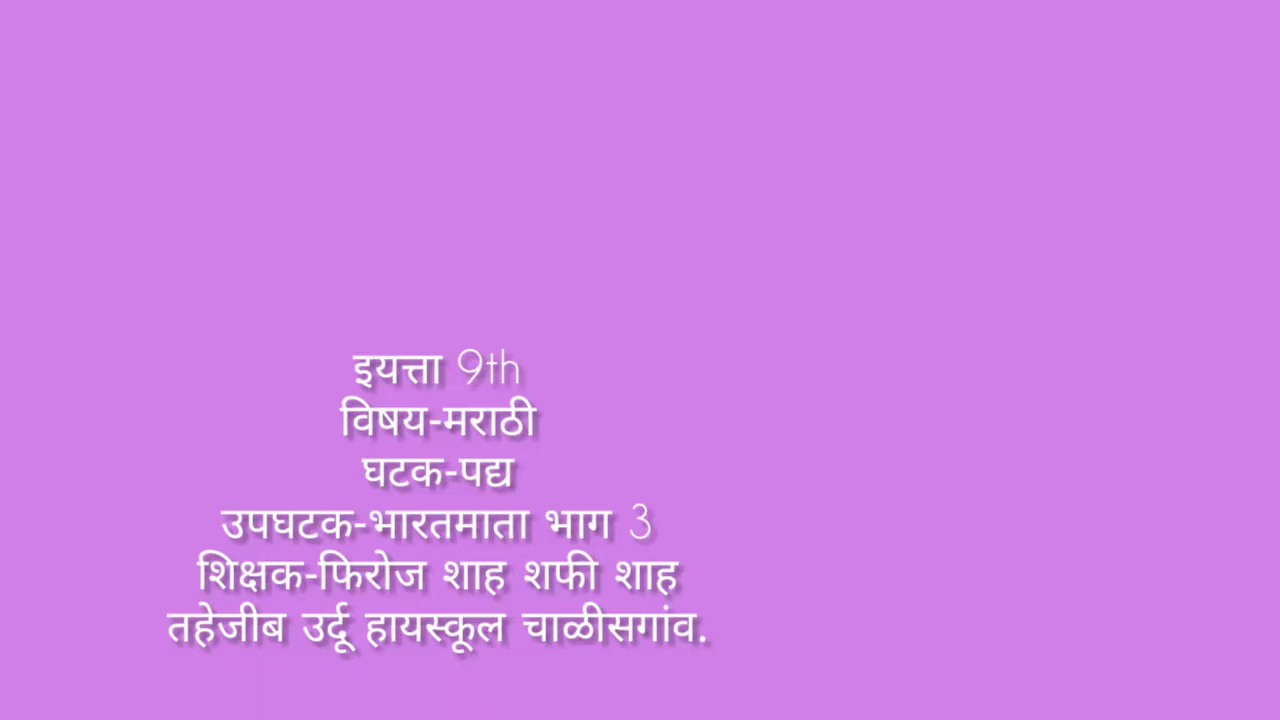 इयत्ता 9th
विषय-मराठी
घटक-पद्य
उपघटक-भारतमाता भाग 3
शिक्षक-फिरोज शाह शफी शाह
तहेजीब उर्दू हायस्कूल चाळीसगांव.